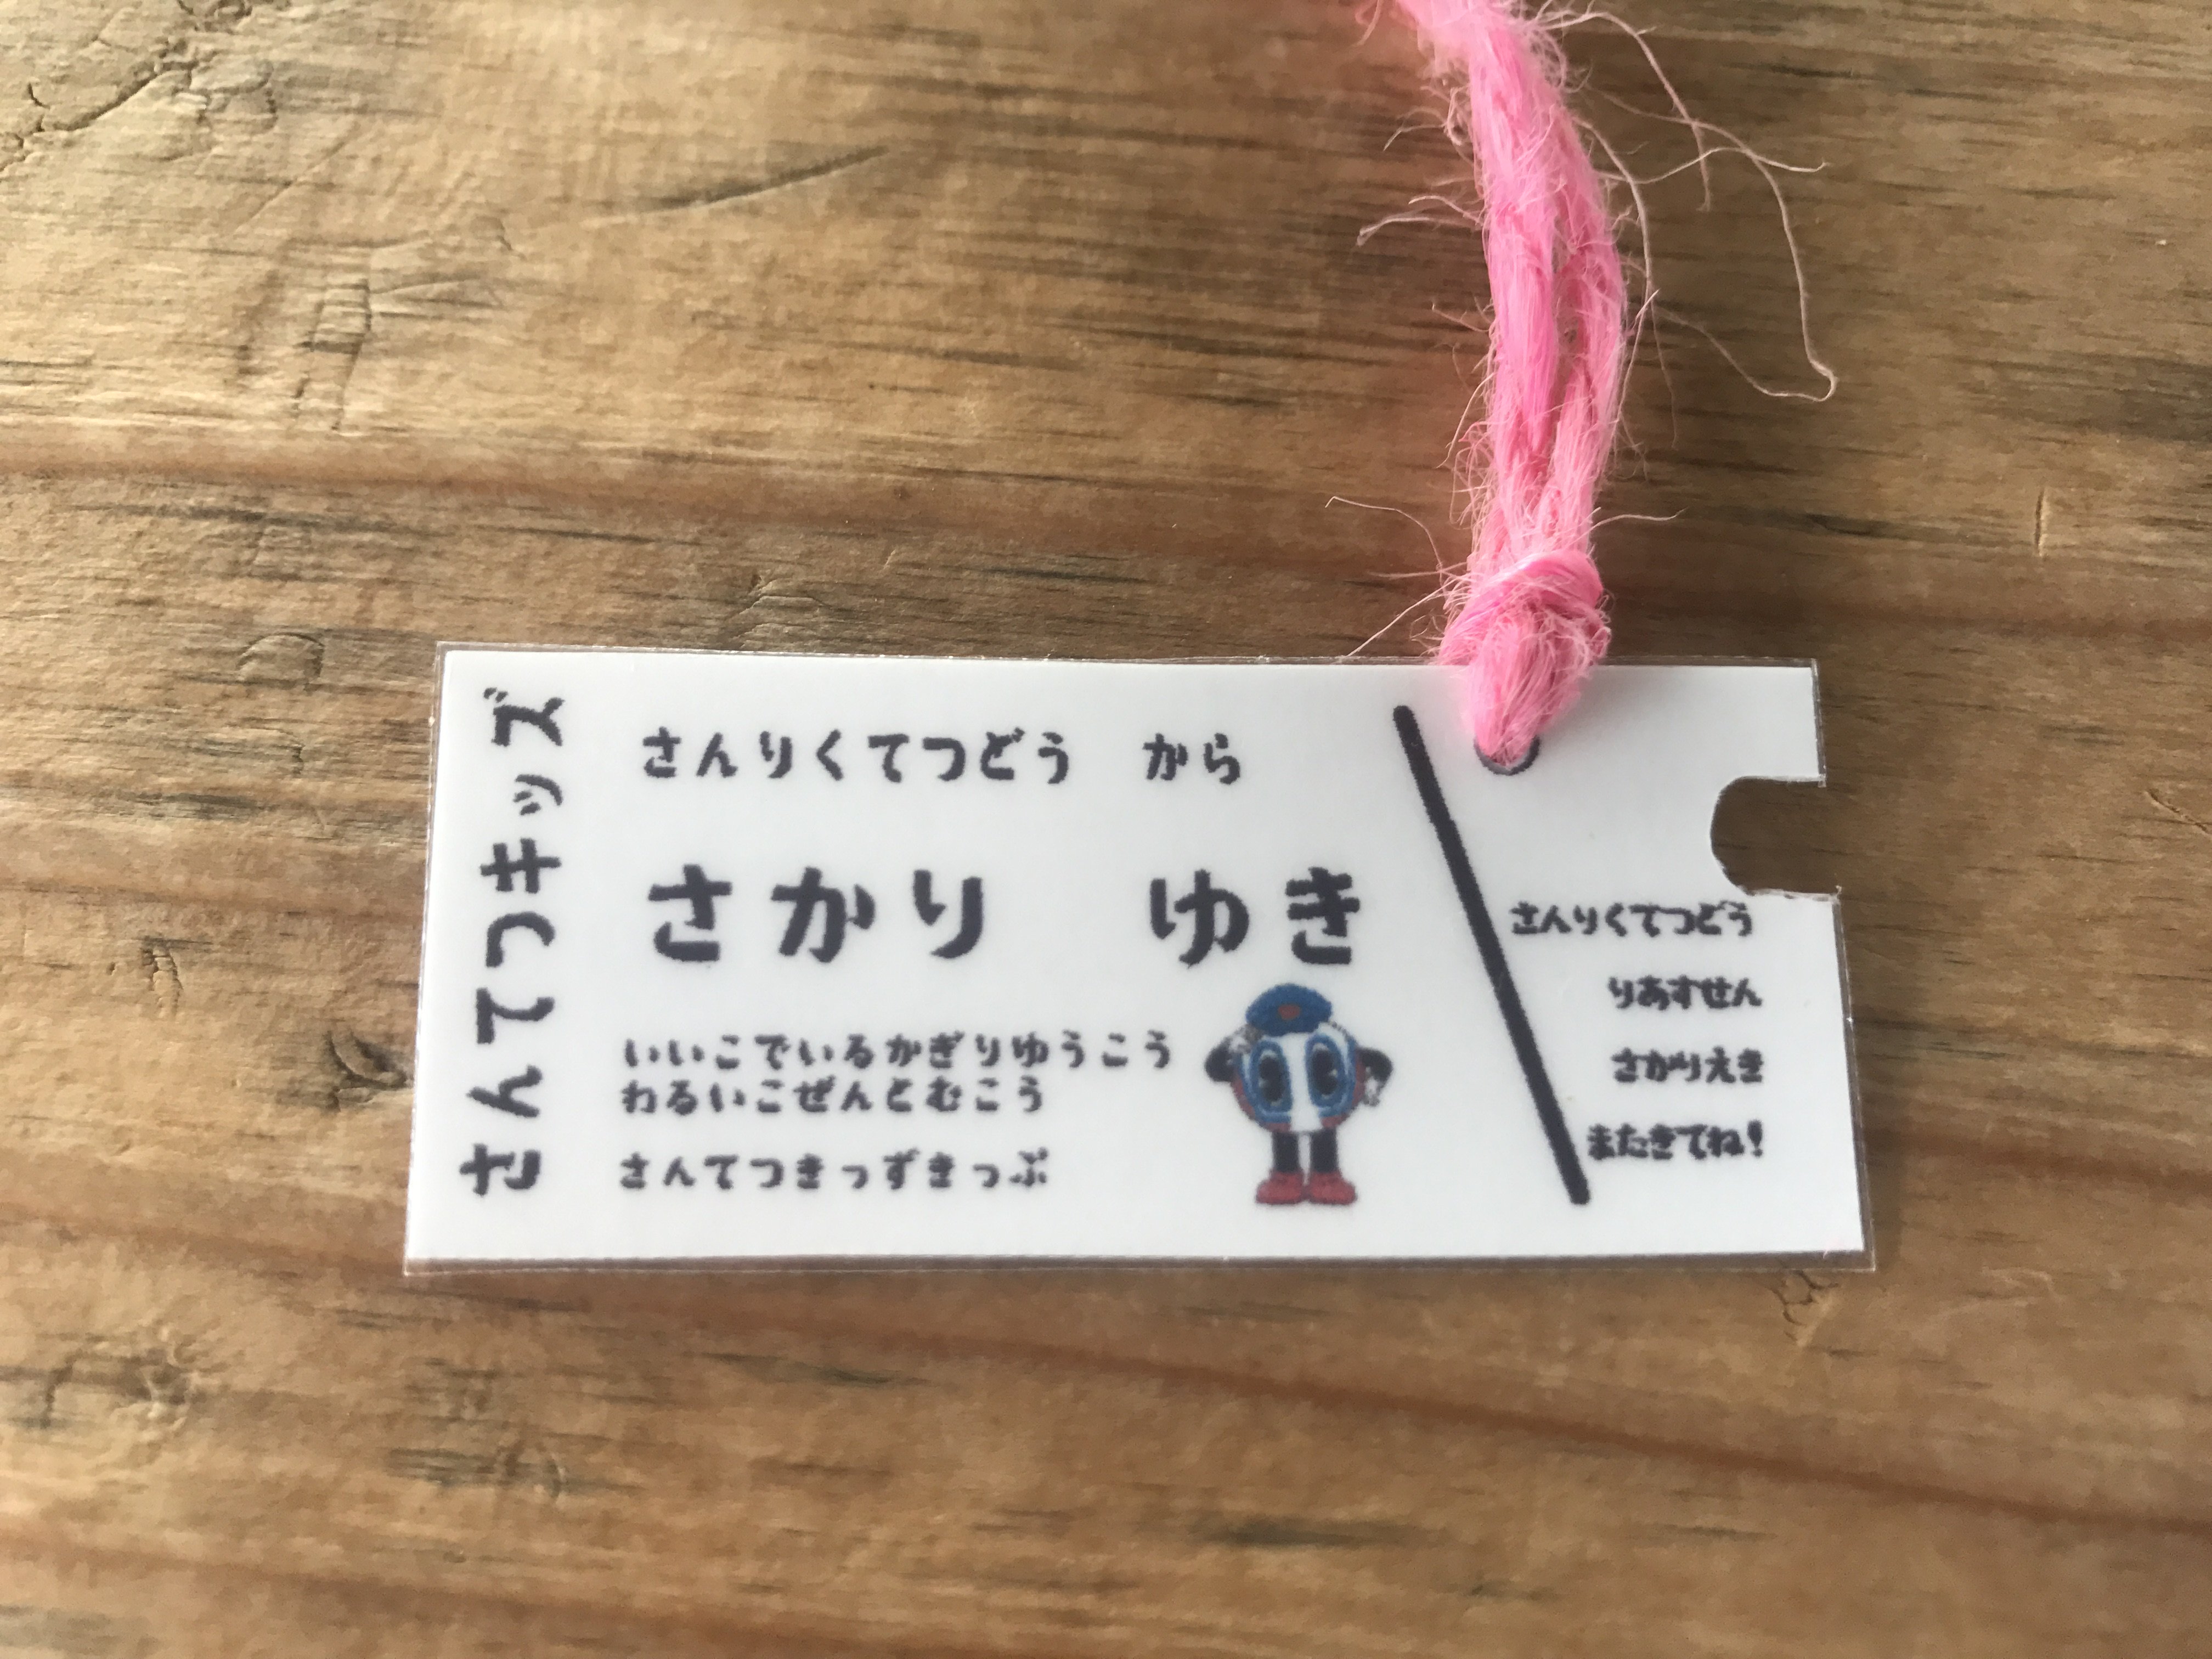 さんてつキッズ
さんりくてつどう　から
さかり　ゆき
いいこでいるかぎりゆうこう
わるいこぜんとむこう
さんてつきっずきっぷ
さんりくてつどう
りあすせん
さかりえき
またきてね!